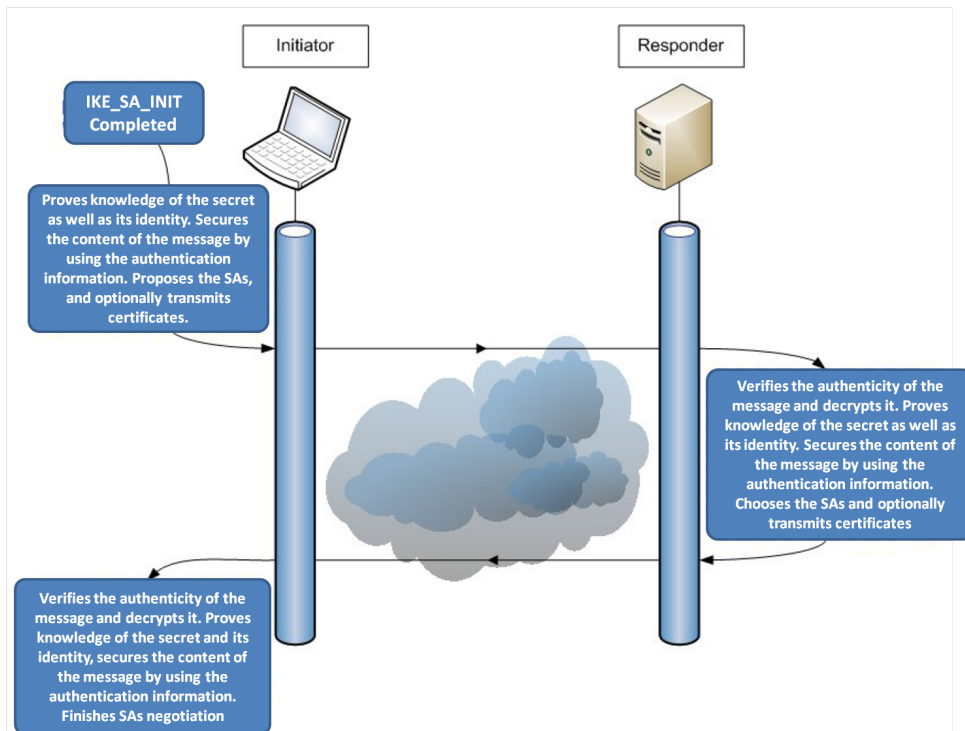 Initiator
Responder
IKE_SA_INIT
Completed
Proves knowledge of the secret
as well as its identity. Secures
the content of the message by
using the authentication
information. Proposes the SAs,
and optionally transmits
certificates.
Verifies the authenticity of the
message and decrypts it. Proves
knowledge of the secret as well as
its identity. Secures the content of
the message by using the
authentication information.
Chooses the SAs and optionally
transmits certificates
Verifies the authenticity of the
message and decrypts it. Proves
knowledge of the secret and its
identity, secures the content of
the message by using the
authentication information.
Finishes SAs negotiation